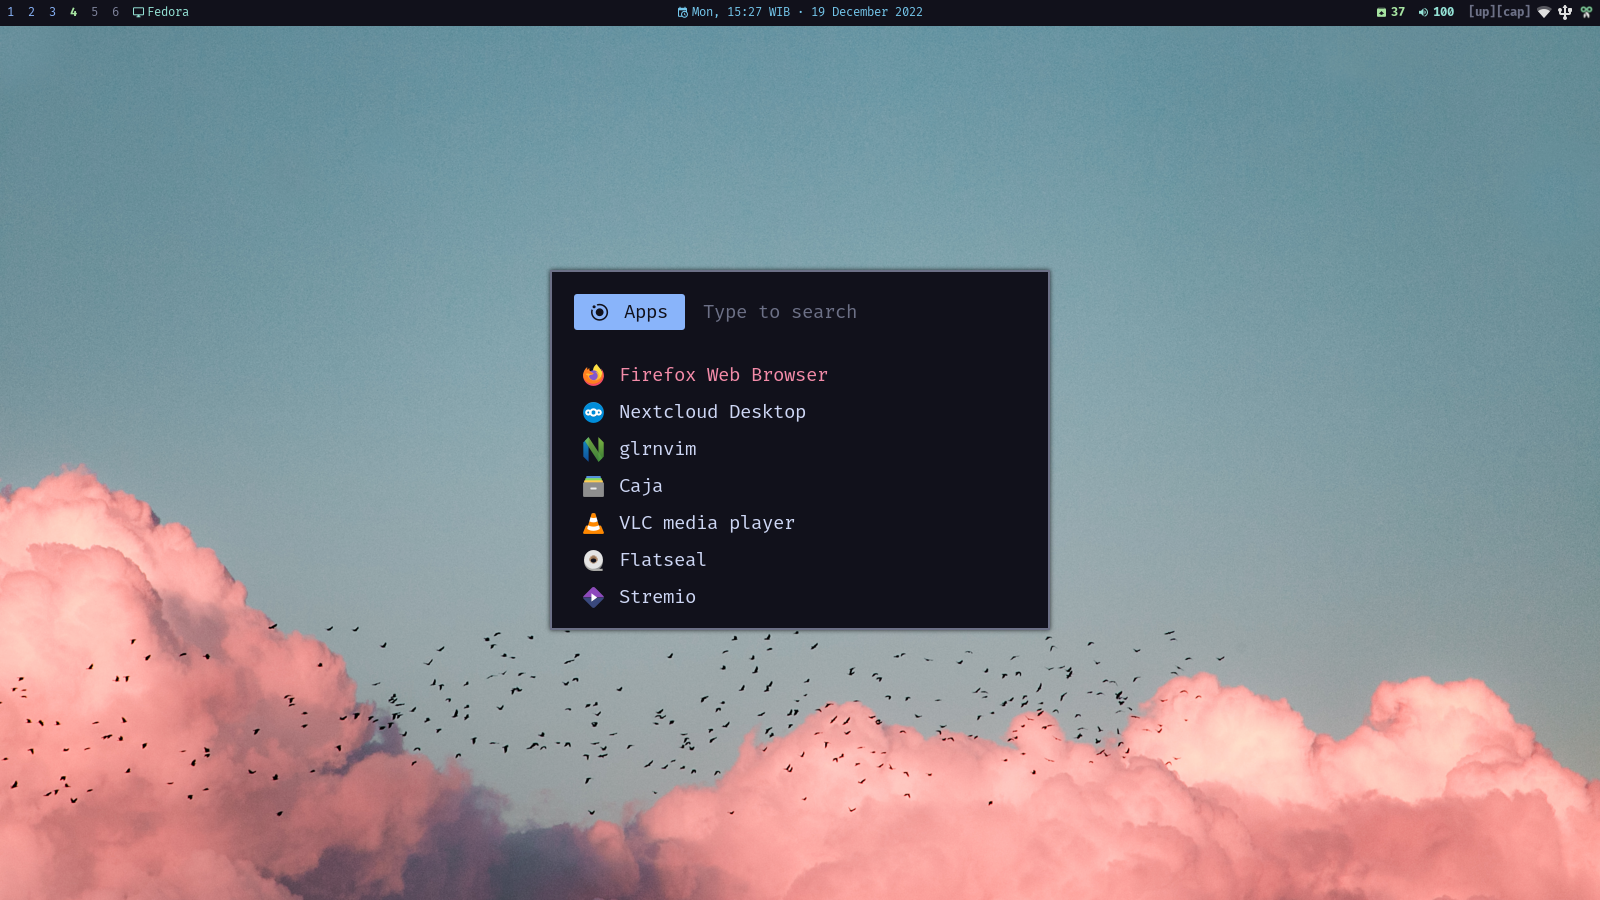 1 2 3 4 5 6 Fedora
Mon, 15:27 WIB · 19 December 2022
37 100 [up][cap]
Apps Type to search
Firefox Web Browser
Nextcloud Desktop
glrnvim
Caja
VLC media player
Flatseal
Stremio